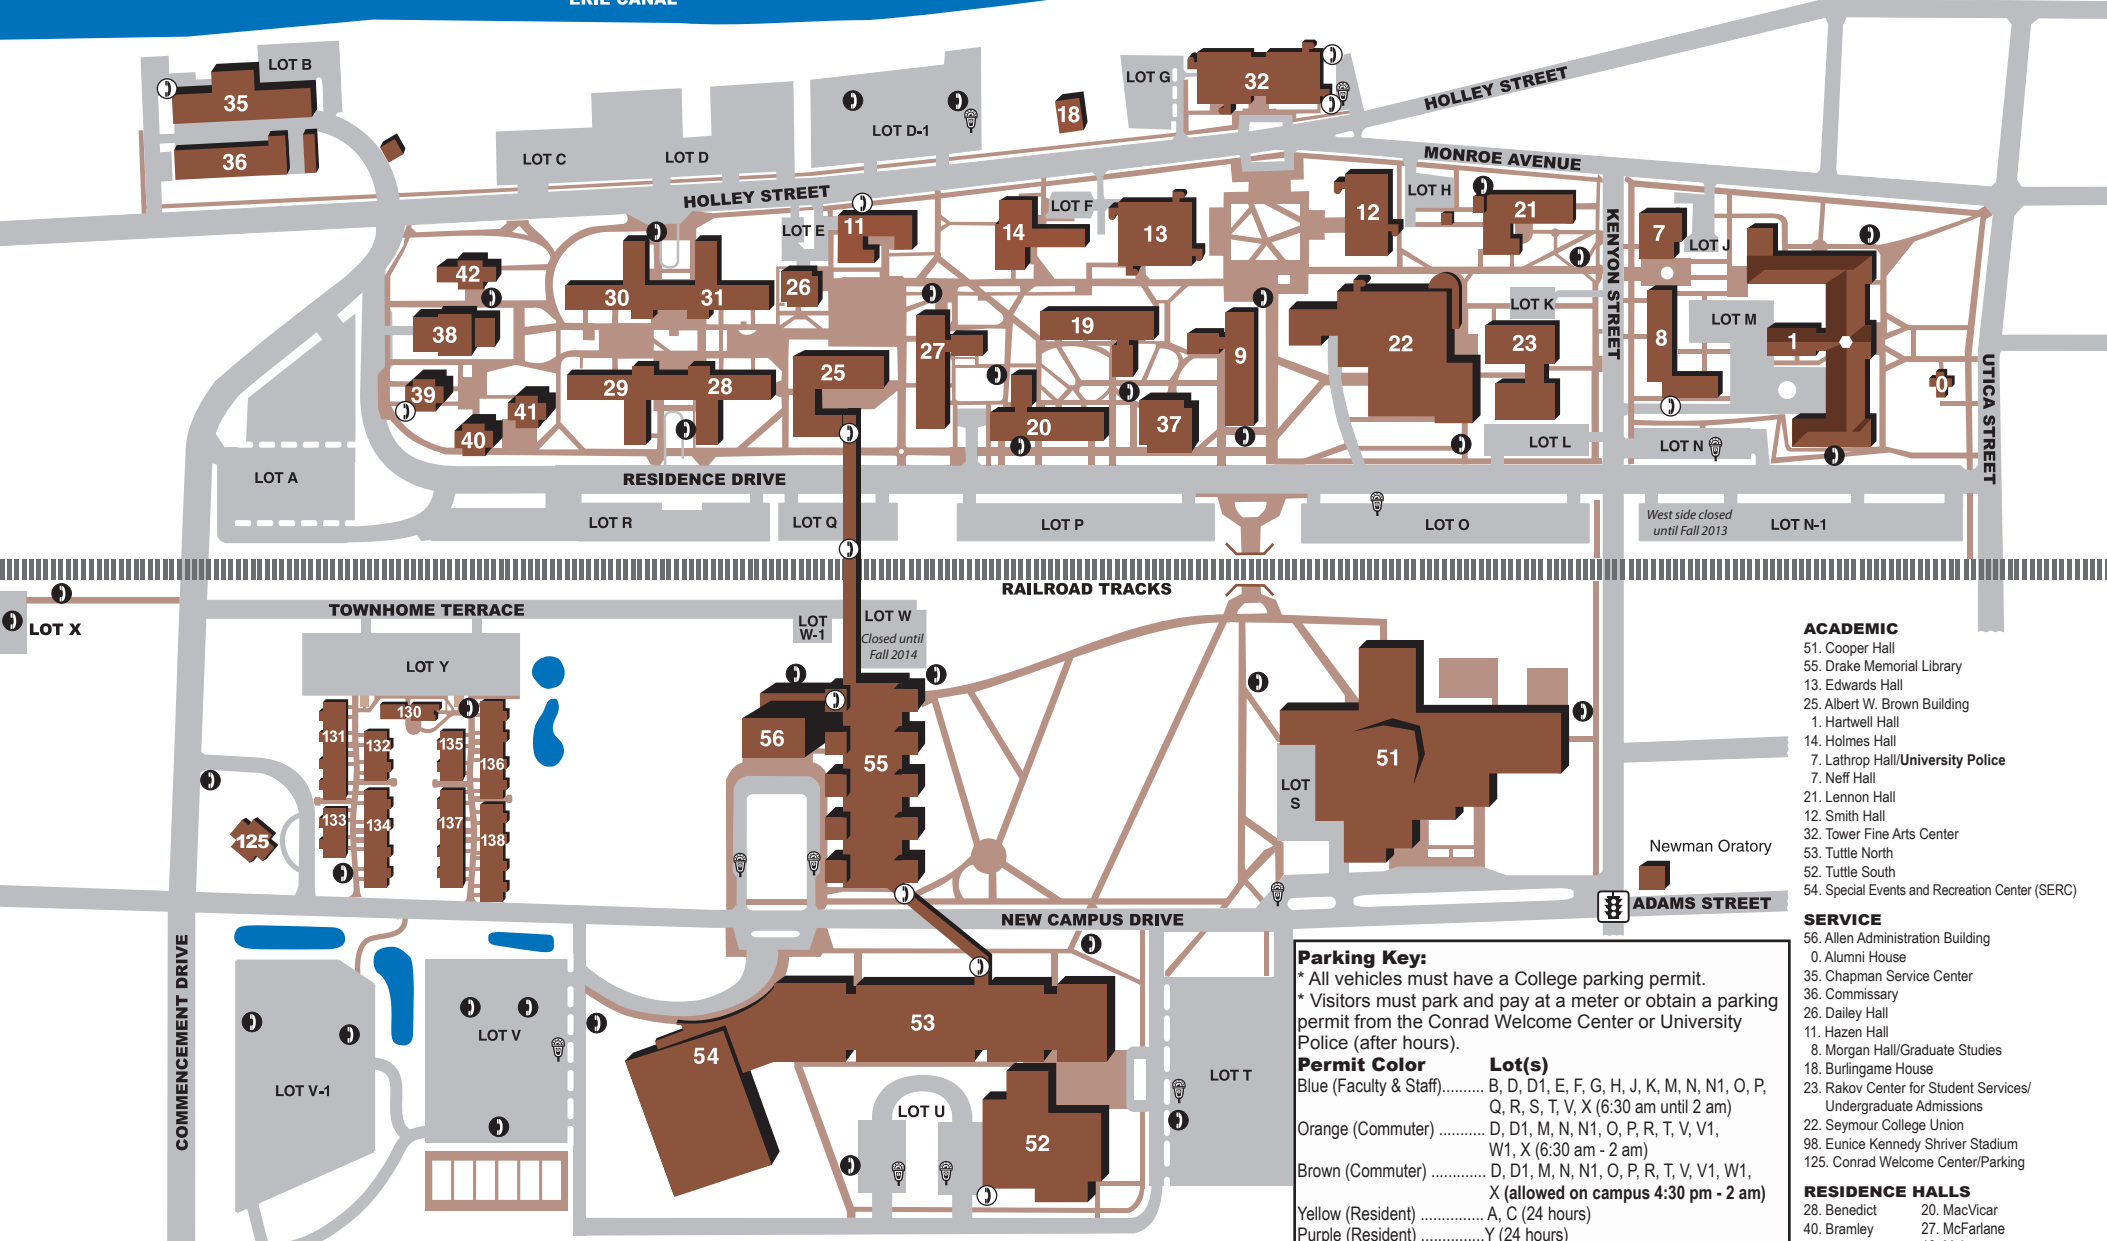 ERIE CANAL
LOT B
35
36
LOT C
LOT D
LOT D-1
18
LOT G
32
HOLLEY STREET
HOLLEY STREET
MONROE AVENUE
LOT E
11
14
LOT F
13
12
LOT H
21
KENYON STREET
7
LOT J
42
30
31
26
38
19
27
9
22
LOT K
23
8
LOT M
1
0
UTICA STREET
39
41
40
29
28
25
20
37
LOT L
LOT N
LOT A
RESIDENCE DRIVE
LOT R
LOT Q
LOT P
LOT O
West side closed
until Fall 2013
LOT N-1
RAILROAD TRACKS
LOT X
TOWNHOME TERRACE
LOT
W-1
LOT W
Closed until
Fall 2014
LOT Y
130
131
132
135
136
133
134
137
138
125
56
55
51
LOT
S
Newman Oratory
ADAMS STREET
NEW CAMPUS DRIVE
COMMENCEMENT DRIVE
LOT V-1
LOT V
54
53
LOT U
52
LOT T
Parking Key:
* All vehicles must have a College parking permit.
* Visitors must park and pay at a meter or obtain a parking
permit from the Conrad Welcome Center or University
Police (after hours).
Permit Color Lot(s)
Blue (Faculty & Staff).......... B, D, D1, E, F, G, H, J, K, M, N, N1, O, P,
Q, R, S, T, V, X (6:30 am until 2 am)
Orange (Commuter) ........... D, D1, M, N, N1, O, P, R, T, V, V1,
W1, X (6:30 am - 2 am)
Brown (Commuter) ............. D, D1, M, N, N1, O, P, R, T, V, V1, W1,
X (allowed on campus 4:30 pm - 2 am)
Yellow (Resident) ............... A, C (24 hours)
Purple (Resident) ...............Y (24 hours)
ACADEMIC
51. Cooper Hall
55. Drake Memorial Library
13. Edwards Hall
25. Albert W. Brown Building
1. Hartwell Hall
14. Holmes Hall
7. Lathrop Hall/University Police
7. Neff Hall
21. Lennon Hall
12. Smith Hall
32. Tower Fine Arts Center
53. Tuttle North
52. Tuttle South
54. Special Events and Recreation Center (SERC)
SERVICE
56. Allen Administration Building
0. Alumni House
35. Chapman Service Center
36. Commissary
26. Dailey Hall
11. Hazen Hall
8. Morgan Hall/Graduate Studies
18. Burlingame House
23. Rakov Center for Student Services/
Undergraduate Admissions
22. Seymour College Union
98. Eunice Kennedy Shriver Stadium
125. Conrad Welcome Center/Parking
RESIDENCE HALLS
28. Benedict 20. MacVicar
40. Bramley 27. McFarlane